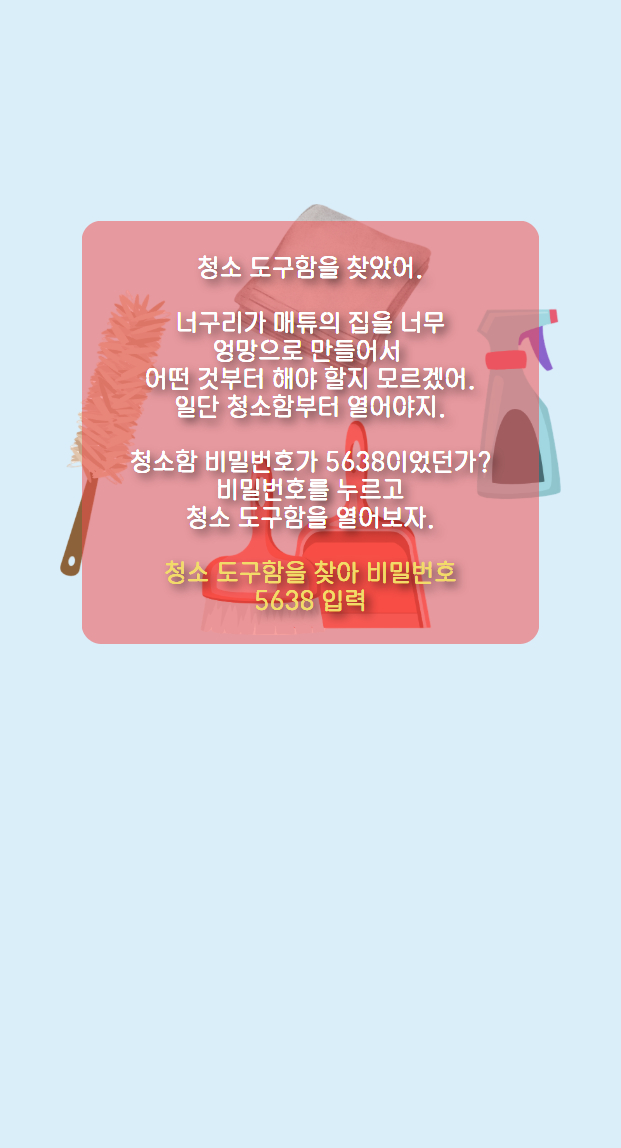 청소 도구함을 찾았어.
너구리가 매튜의 집을 너무
엉망으로 만들어서
어떤 것부터 해야 할지 모르겠어.
일단 청소함부터 열어야지.
청소함 비밀번호가 5638이었던가?
비밀번호를 누르고
청소 도구함을 열어보자.
청소 도구함을 찾아 비밀번호
5638 입력